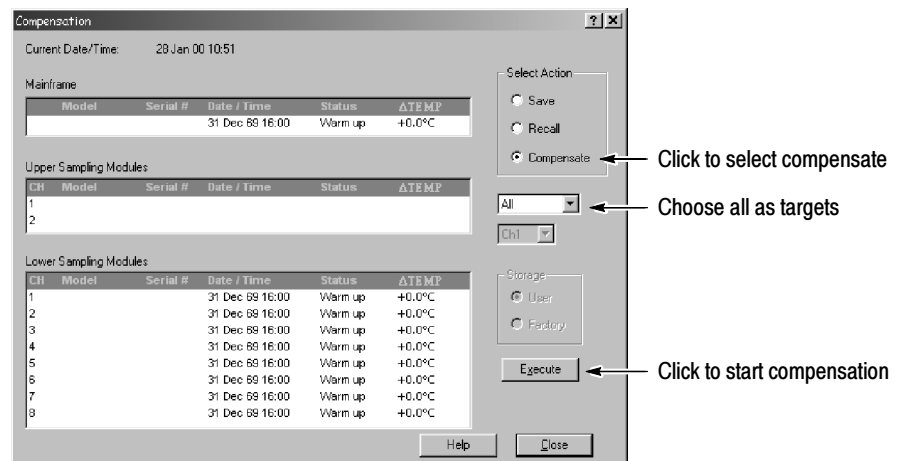 Compensation
Current Date/Time: 28 Jan 00 10:51
Mainframe
Model Serial # Date / Time Status ΔTEMP
31 Dec 69 16:00 Warm up +0.0°C
Upper Sampling Modules
CH Model Serial # Date / Time Status ΔTEMP
1
2
Lower Sampling Modules
CH Model Serial # Date / Time Status ΔTEMP
1 31 Dec 69 16:00 Warm up +0.0°C
2 31 Dec 69 16:00 Warm up +0.0°C
3 31 Dec 69 16:00 Warm up +0.0°C
4 31 Dec 69 16:00 Warm up +0.0°C
5 31 Dec 69 16:00 Warm up +0.0°C
6 31 Dec 69 16:00 Warm up +0.0°C
7 31 Dec 69 16:00 Warm up +0.0°C
8 31 Dec 69 16:00 Warm up +0.0°C
Select Action
Save
Recall
Compensate
Click to select compensate
All
Choose all as targets
Ch1
Storage
User
Factory
Execute
Click to start compensation
Help
Close